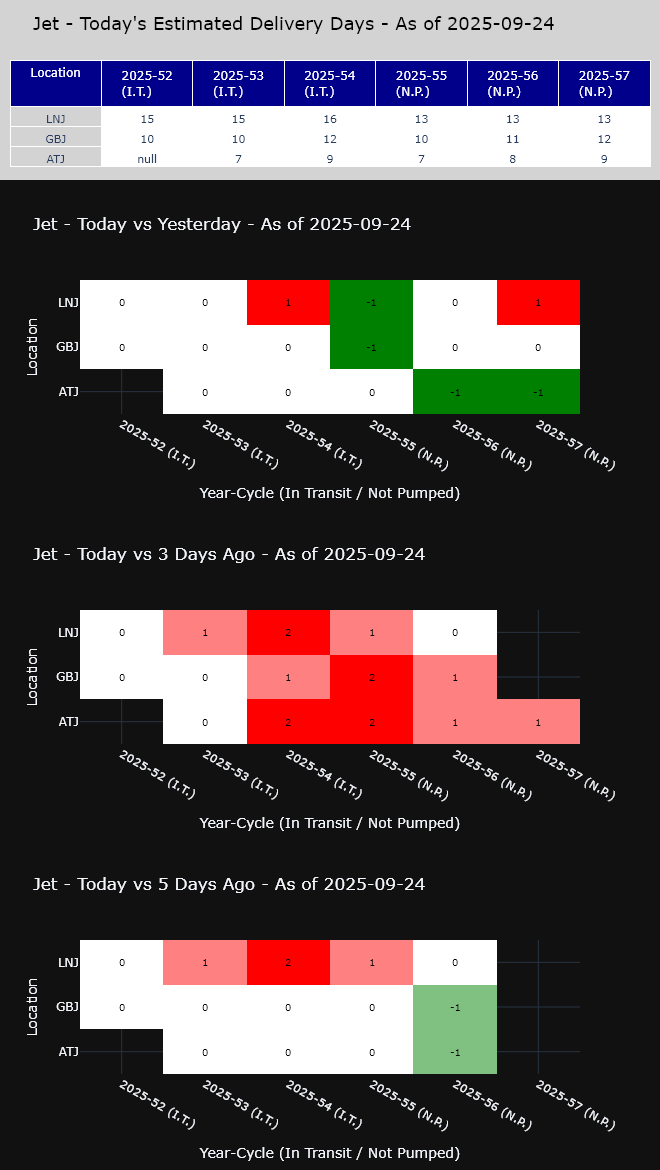 Jet - Today's Estimated Delivery Days - As of 2025-09-24
Location 2025-52 (I.T.) 2025-53 (I.T.) 2025-54 (I.T.) 2025-55 (N.P.) 2025-56 (N.P.) 2025-57 (N.P.)
LNJ 15 15 16 13 13 13
GBJ 10 10 12 10 11 12
ATJ null 7 9 7 8 9
Jet - Today vs Yesterday - As of 2025-09-24
Location
LNJ 0 0 1 -1 0 1
GBJ 0 0 0 -1 0 0
ATJ 0 0 0 -1 -1
2025-52 (I.T.) 2025-53 (I.T.) 2025-54 (I.T.) 2025-55 (N.P.) 2025-56 (N.P.) 2025-57 (N.P.)
Year-Cycle (In Transit / Not Pumped)
Jet - Today vs 3 Days Ago - As of 2025-09-24
Location
LNJ 0 1 2 1 0
GBJ 0 0 1 2 1
ATJ 0 2 2 1 1
2025-52 (I.T.) 2025-53 (I.T.) 2025-54 (I.T.) 2025-55 (N.P.) 2025-56 (N.P.) 2025-57 (N.P.)
Year-Cycle (In Transit / Not Pumped)
Jet - Today vs 5 Days Ago - As of 2025-09-24
Location
LNJ 0 1 2 1 0
GBJ 0 0 0 0 -1
ATJ 0 0 0 -1
2025-52 (I.T.) 2025-53 (I.T.) 2025-54 (I.T.) 2025-55 (N.P.) 2025-56 (N.P.) 2025-57 (N.P.)
Year-Cycle (In Transit / Not Pumped)